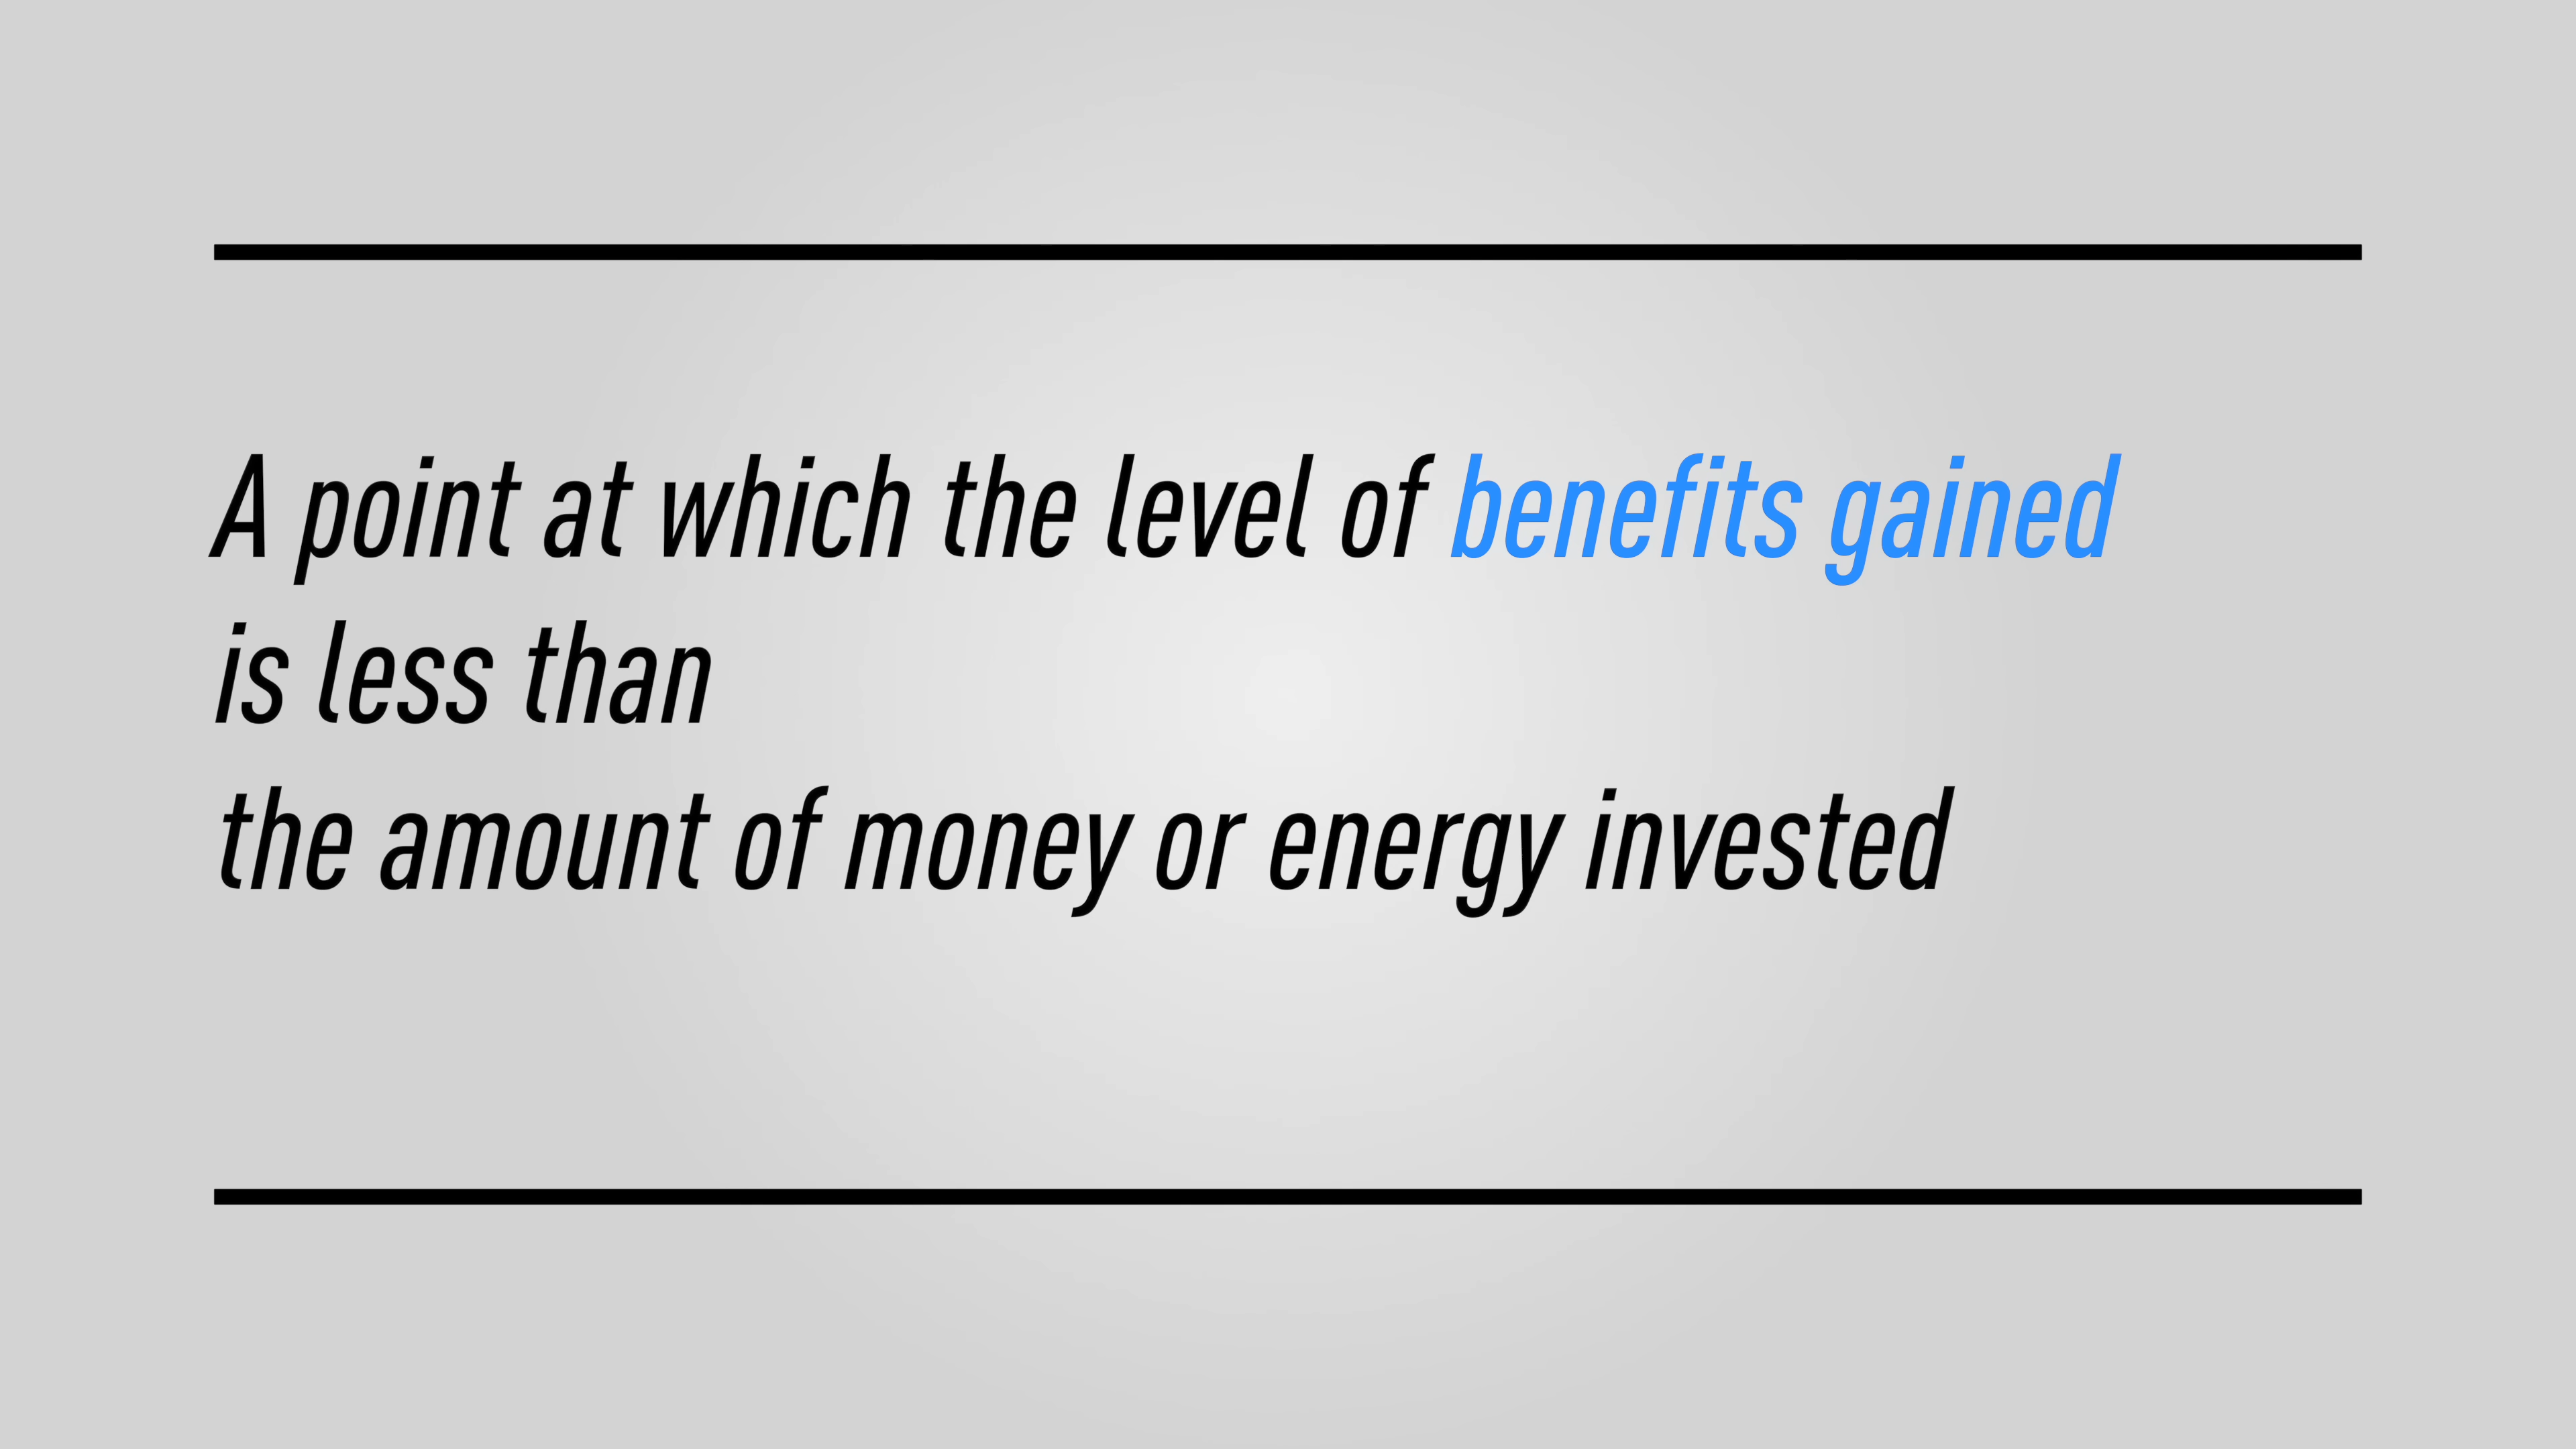 A point at which the level of benefits gained
is less than
the amount of money or energy invested